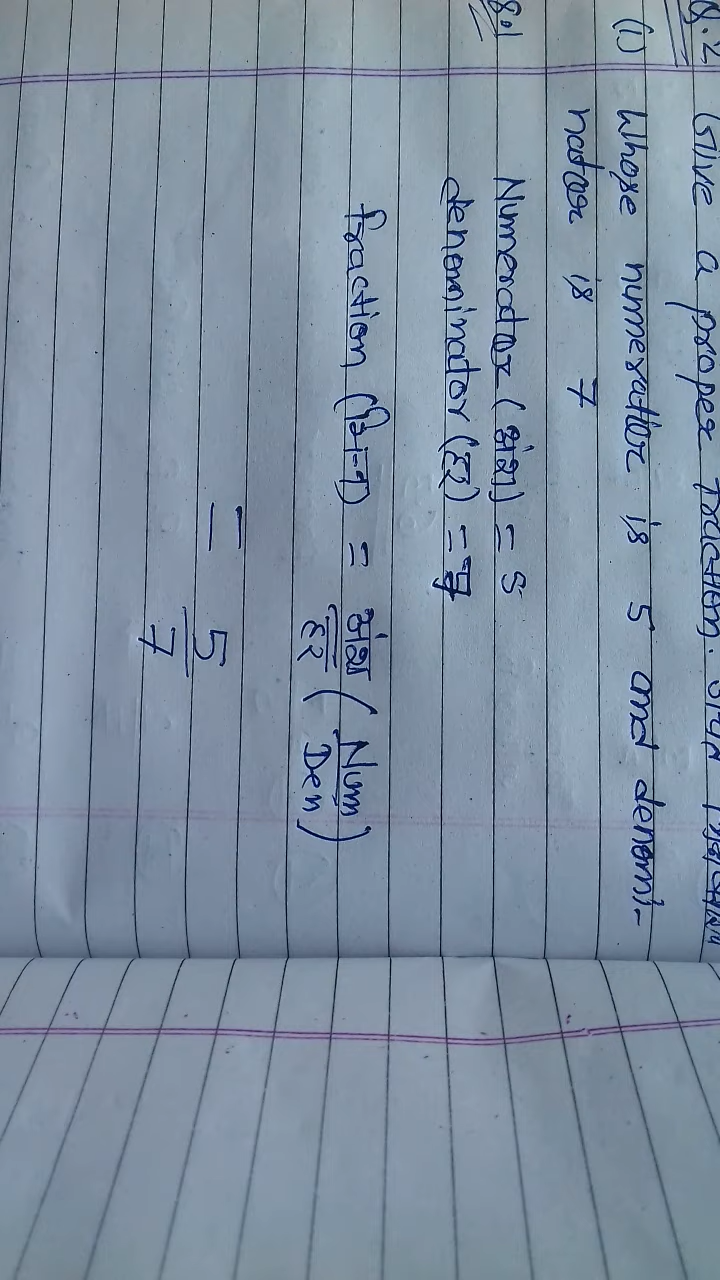 Q.2 Give a proper fraction.
(i) Whose numerator is 5 and denomi-
nator is 7
Numerator (अंश) = 5
denominator (हर) = 7
fraction (भिन्न) = अंश/हर (Num/Den)
= 5/7